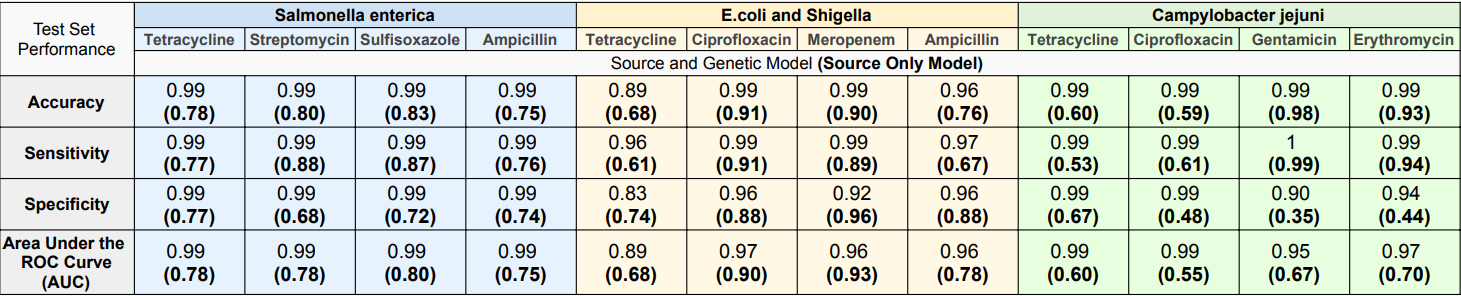 Test Set Performance Salmonella enterica E.coli and Shigella Campylobacter jejuni
Tetracycline Streptomycin Sulfisoxazole Ampicillin Tetracycline Ciprofloxacin Meropenem Ampicillin Tetracycline Ciprofloxacin Gentamicin Erythromycin
Source and Genetic Model (Source Only Model)
Accuracy 0.99 0.99 0.99 0.99 0.89 0.99 0.99 0.96 0.99 0.99 0.99 0.99
(0.78) (0.80) (0.83) (0.75) (0.68) (0.91) (0.90) (0.76) (0.60) (0.59) (0.98) (0.93)
Sensitivity 0.99 0.99 0.99 0.99 0.96 0.99 0.99 0.97 0.99 0.99 1 0.99
(0.77) (0.88) (0.87) (0.76) (0.61) (0.91) (0.89) (0.67) (0.53) (0.61) (0.99) (0.94)
Specificity 0.99 0.99 0.99 0.99 0.83 0.96 0.92 0.96 0.99 0.99 0.90 0.94
(0.77) (0.68) (0.72) (0.74) (0.74) (0.88) (0.96) (0.88) (0.67) (0.48) (0.35) (0.44)
Area Under the ROC Curve (AUC) 0.99 0.99 0.99 0.99 0.89 0.97 0.96 0.96 0.99 0.99 0.95 0.97
(0.78) (0.78) (0.80) (0.75) (0.68) (0.90) (0.93) (0.78) (0.60) (0.55) (0.67) (0.70)